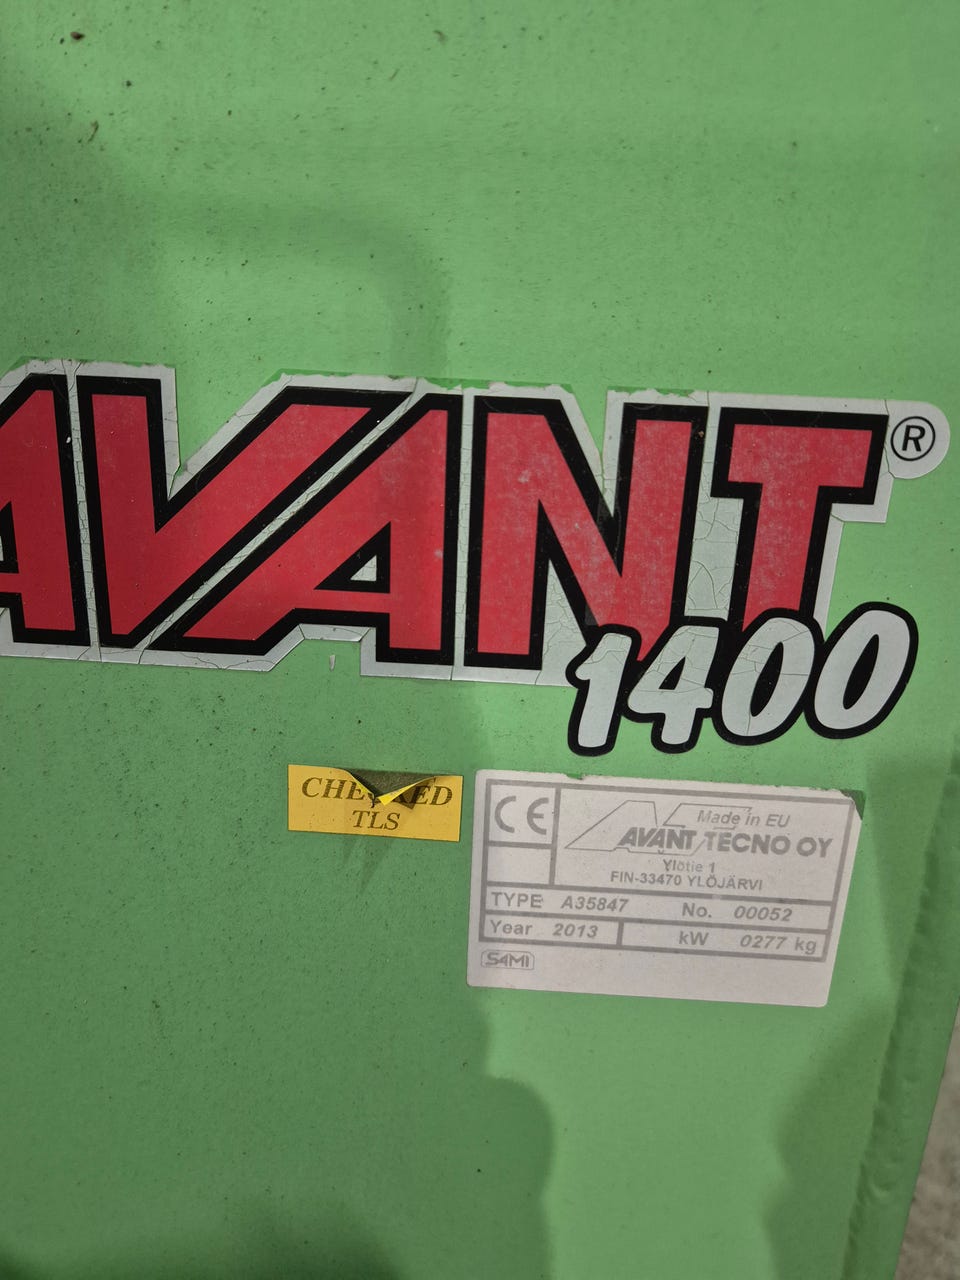 AVANT®
1400
CHECKED
TLS
CE
Made in EU
AVANT TECNO OY
Ylötie 1
FIN-33470 YLÖJÄRVI
TYPE A35847 No. 00052
Year 2013 kW 0277 kg
SAMI